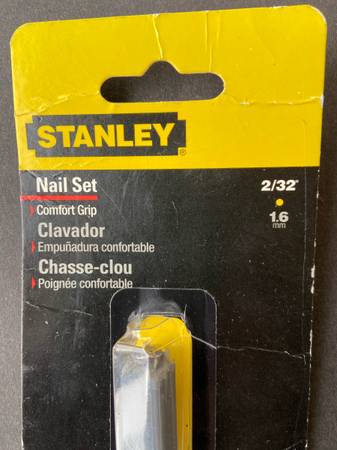 STANLEY®
Nail Set
Comfort Grip
Clavador
Empuñadura confortable
Chasse-clou
Poignée confortable
2/32"
1.6
mm